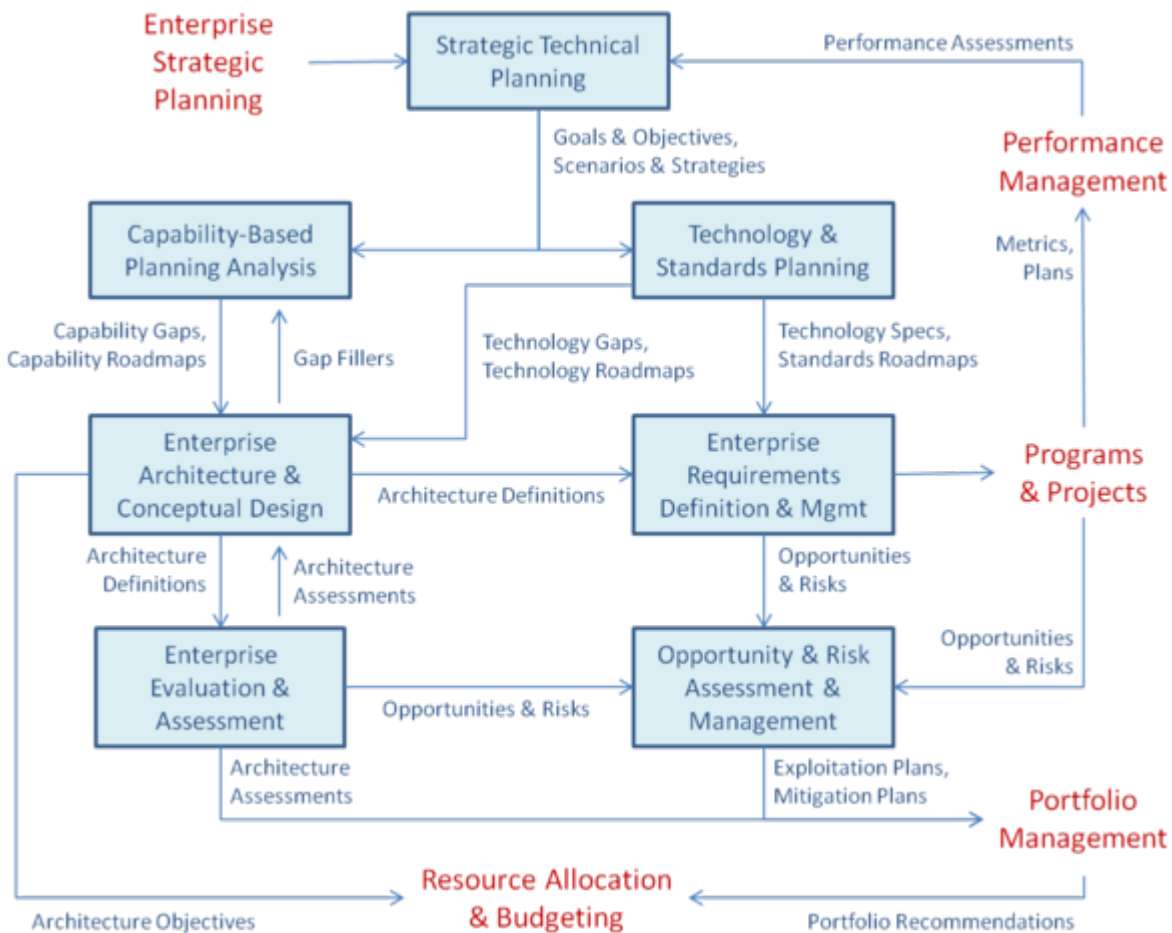 Enterprise
Strategic
Planning
Strategic Technical
Planning
Performance Assessments
Goals & Objectives,
Scenarios & Strategies
Performance
Management
Capability-Based
Planning Analysis
Technology &
Standards Planning
Metrics,
Plans
Capability Gaps,
Capability Roadmaps
Gap Fillers
Technology Gaps,
Technology Roadmaps
Technology Specs,
Standards Roadmaps
Enterprise
Architecture &
Conceptual Design
Architecture Definitions
Enterprise
Requirements
Definition & Mgmt
Programs
& Projects
Architecture
Definitions
Architecture
Assessments
Opportunities
& Risks
Enterprise
Evaluation &
Assessment
Opportunities & Risks
Opportunity & Risk
Assessment &
Management
Opportunities
& Risks
Architecture
Assessments
Exploitation Plans,
Mitigation Plans
Portfolio
Management
Resource Allocation
& Budgeting
Architecture Objectives
Portfolio Recommendations